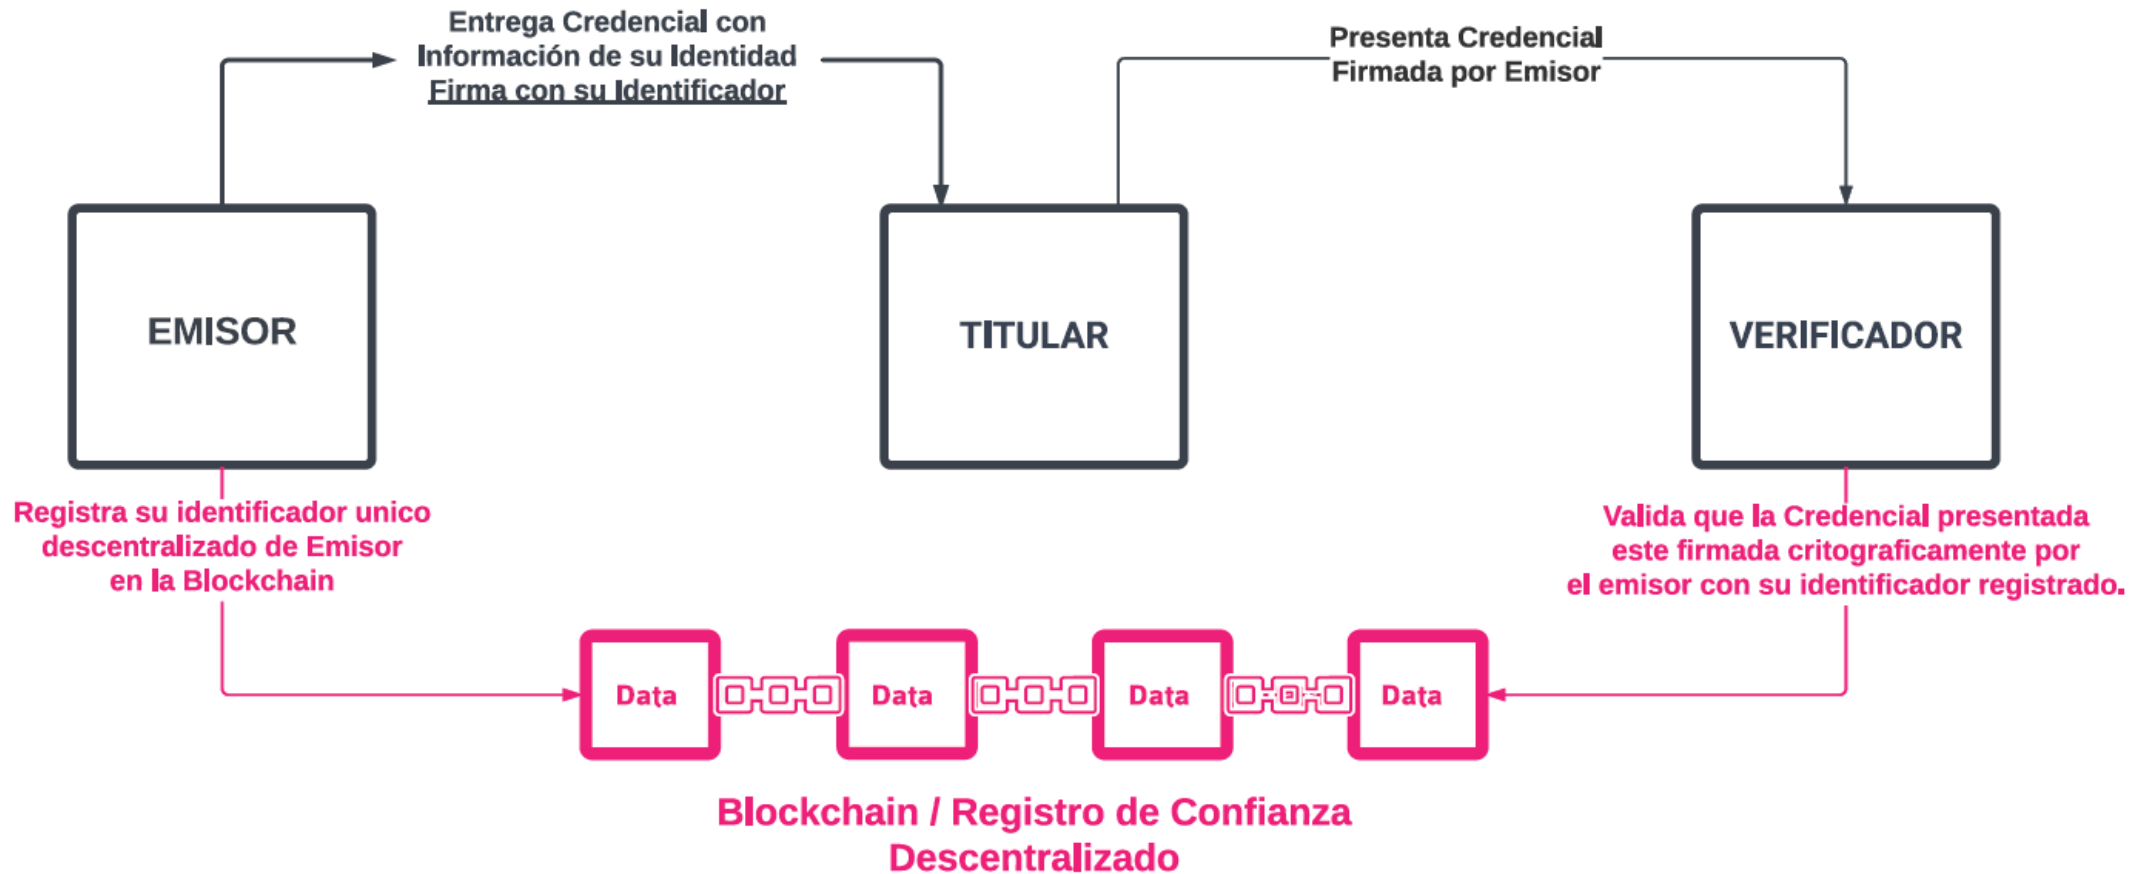 Entrega Credencial con
Información de su Identidad
Firma con su Identificador
Presenta Credencial
Firmada por Emisor
EMISOR
TITULAR
VERIFICADOR
Registra su identificador unico
descentralizado de Emisor
en la Blockchain
Valida que la Credencial presentada
este firmada critograficamente por
el emisor con su identificador registrado.
Data
Data
Data
Data
Blockchain / Registro de Confianza
Descentralizado